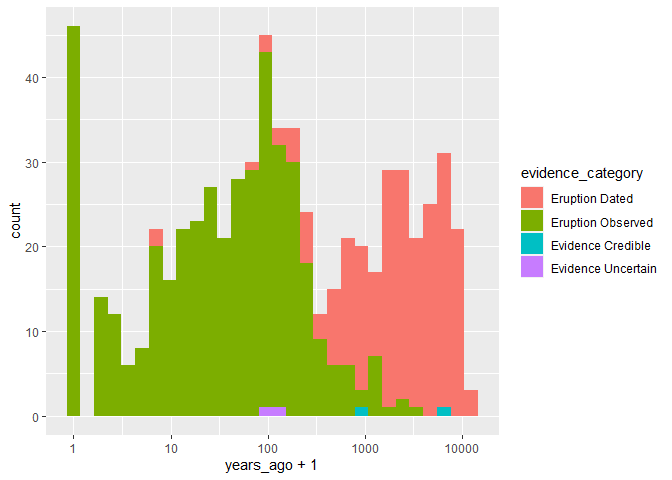 count
40
30
20
10
0
1
10
100
1000
10000
years_ago + 1
evidence_category
Eruption Dated
Eruption Observed
Evidence Credible
Evidence Uncertain